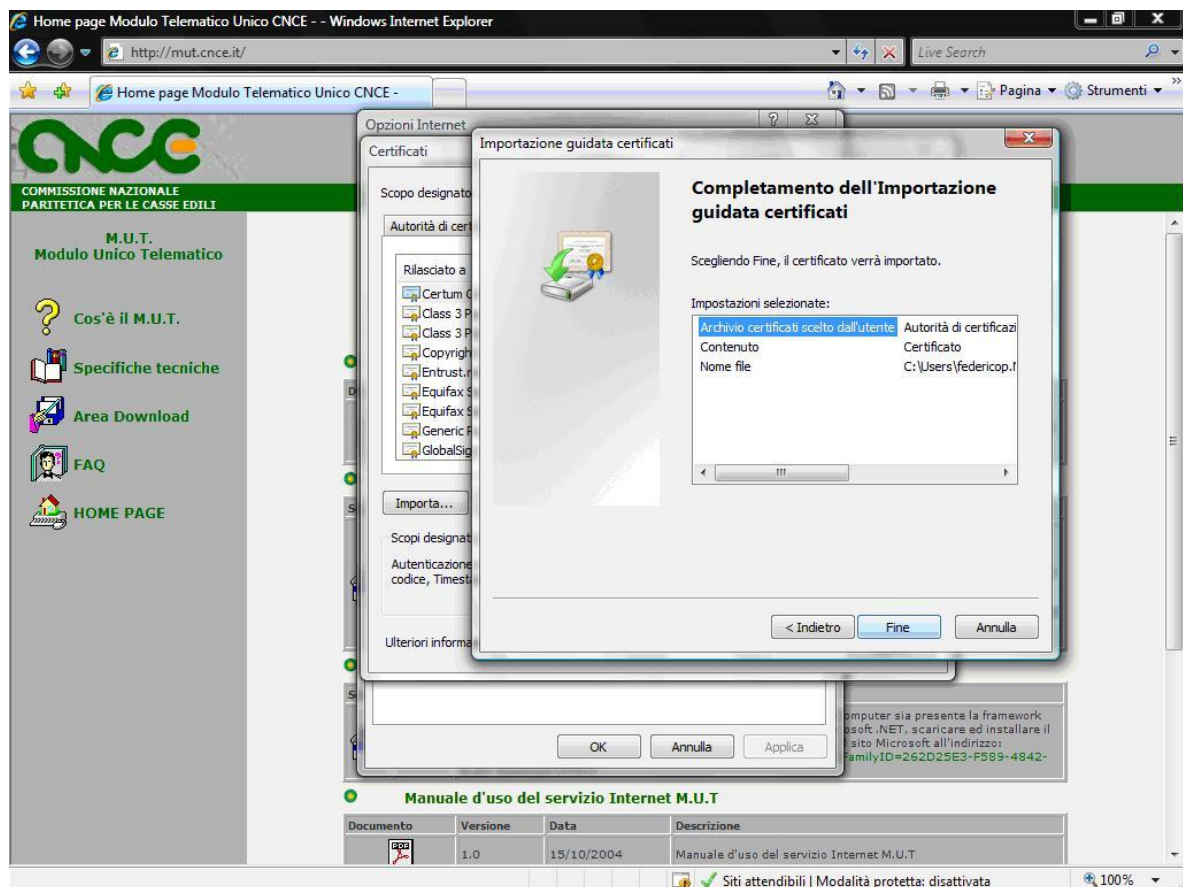 Home page Modulo Telematico Unico CNCE - - Windows Internet Explorer
http://mut.cnce.it/
Live Search
Home page Modulo Telematico Unico CNCE -
Pagina
Strumenti
CNCE
COMMISSIONE NAZIONALE
PARITETICA PER LE CASSE EDILI
M.U.T.
Modulo Unico Telematico
Cos'è il M.U.T.
Specifiche tecniche
Area Download
FAQ
HOME PAGE
Opzioni Internet
Certificati
Scopo designato
Autorità di cert
Rilasciato a
Certum C
Class 3 P
Class 3 P
Copyrigh
Entrust.n
Equifax S
Equifax S
Generic P
GlobalSig
Importa...
Scopi designat
Autenticazione
codice, Timesta
Ulteriori informa
Importazione guidata certificati
Completamento dell'Importazione
guidata certificati
Scegliendo Fine, il certificato verrà importato.
Impostazioni selezionate:
Archivio certificati scelto dall'utente Autorità di certificazi
Contenuto Certificato
Nome file C:\Users\federicop.
< Indietro Fine Annulla
OK Annulla Applica
omputer sia presente la framework
osoft .NET, scaricare ed installare il
sito Microsoft all'indirizzo:
FamilyID=262D25E3-F589-4842-
Manuale d'uso del servizio Internet M.U.T
Documento Versione Data Descrizione
PDF 1.0 15/10/2004 Manuale d'uso del servizio Internet M.U.T
Siti attendibili | Modalità protetta: disattivata 100%